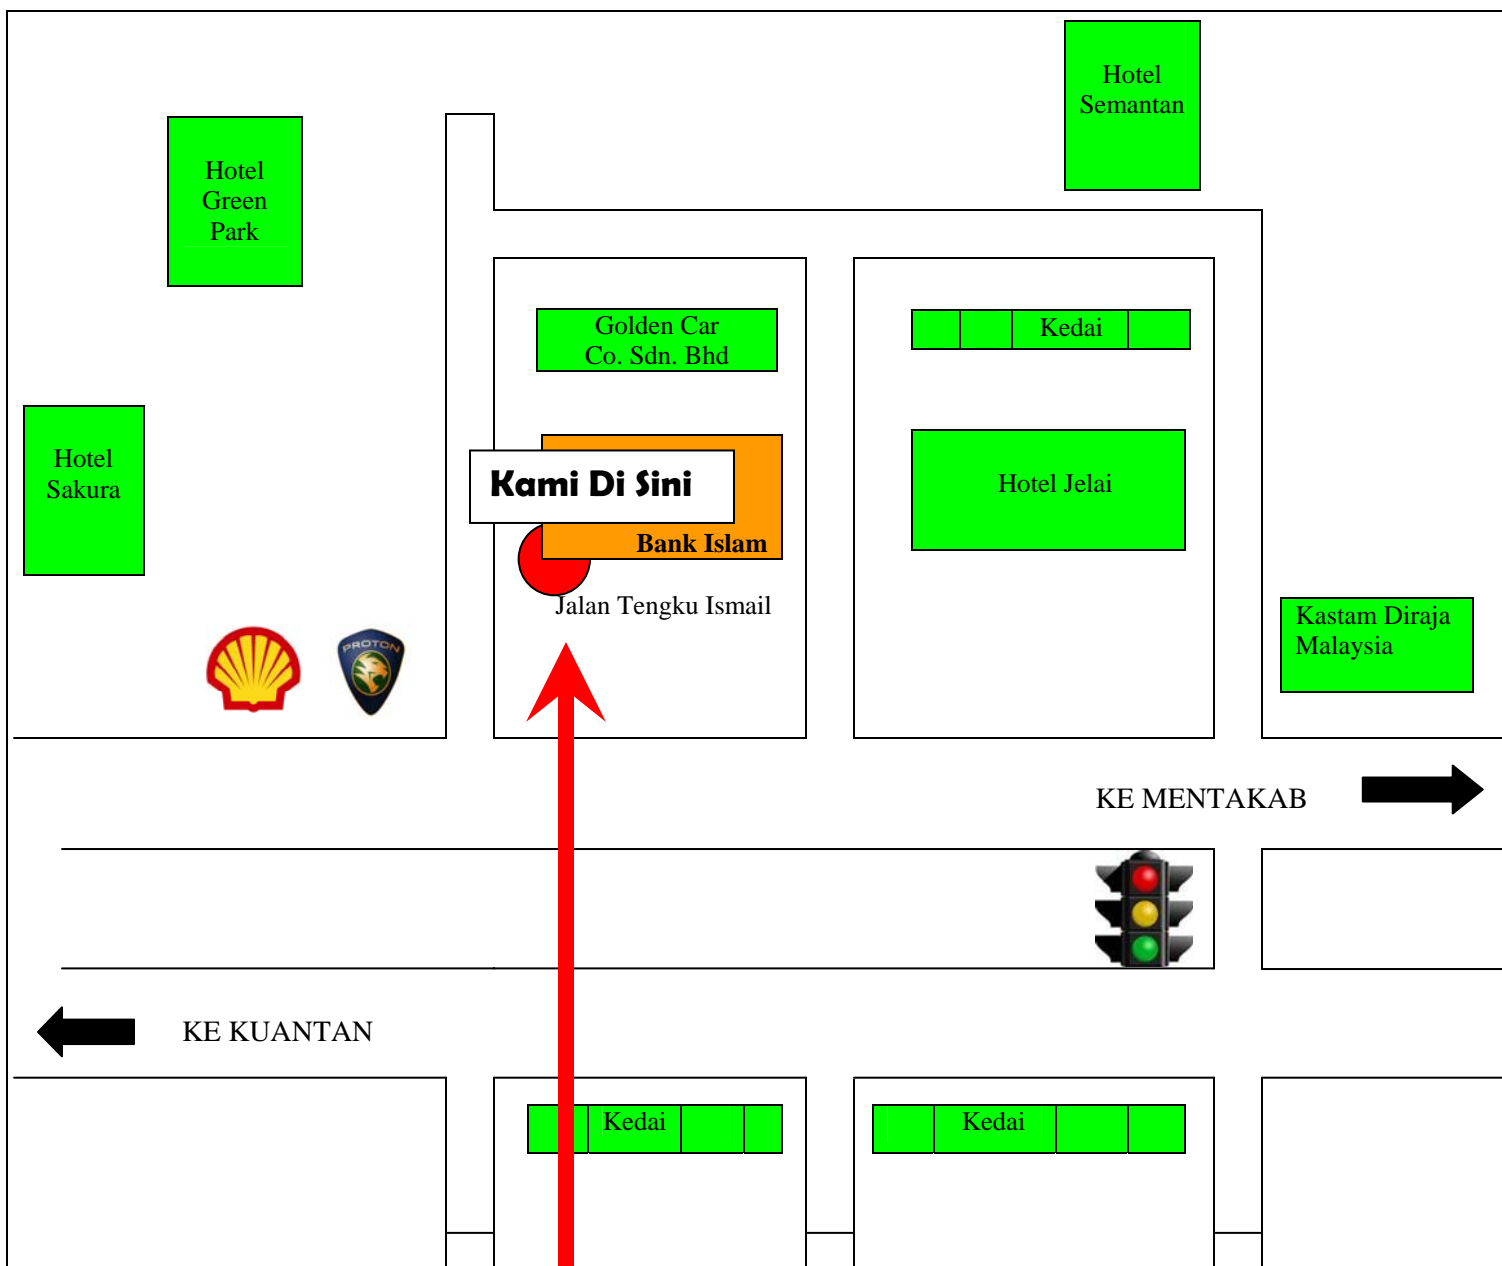 Hotel
Semantan
Hotel
Green
Park
Golden Car
Co. Sdn. Bhd
Kedai
Hotel
Sakura
Kami Di Sini
Hotel Jelai
Bank Islam
Jalan Tengku Ismail
Kastam Diraja
Malaysia
PROTON
KE MENTAKAB
KE KUANTAN
Kedai
Kedai